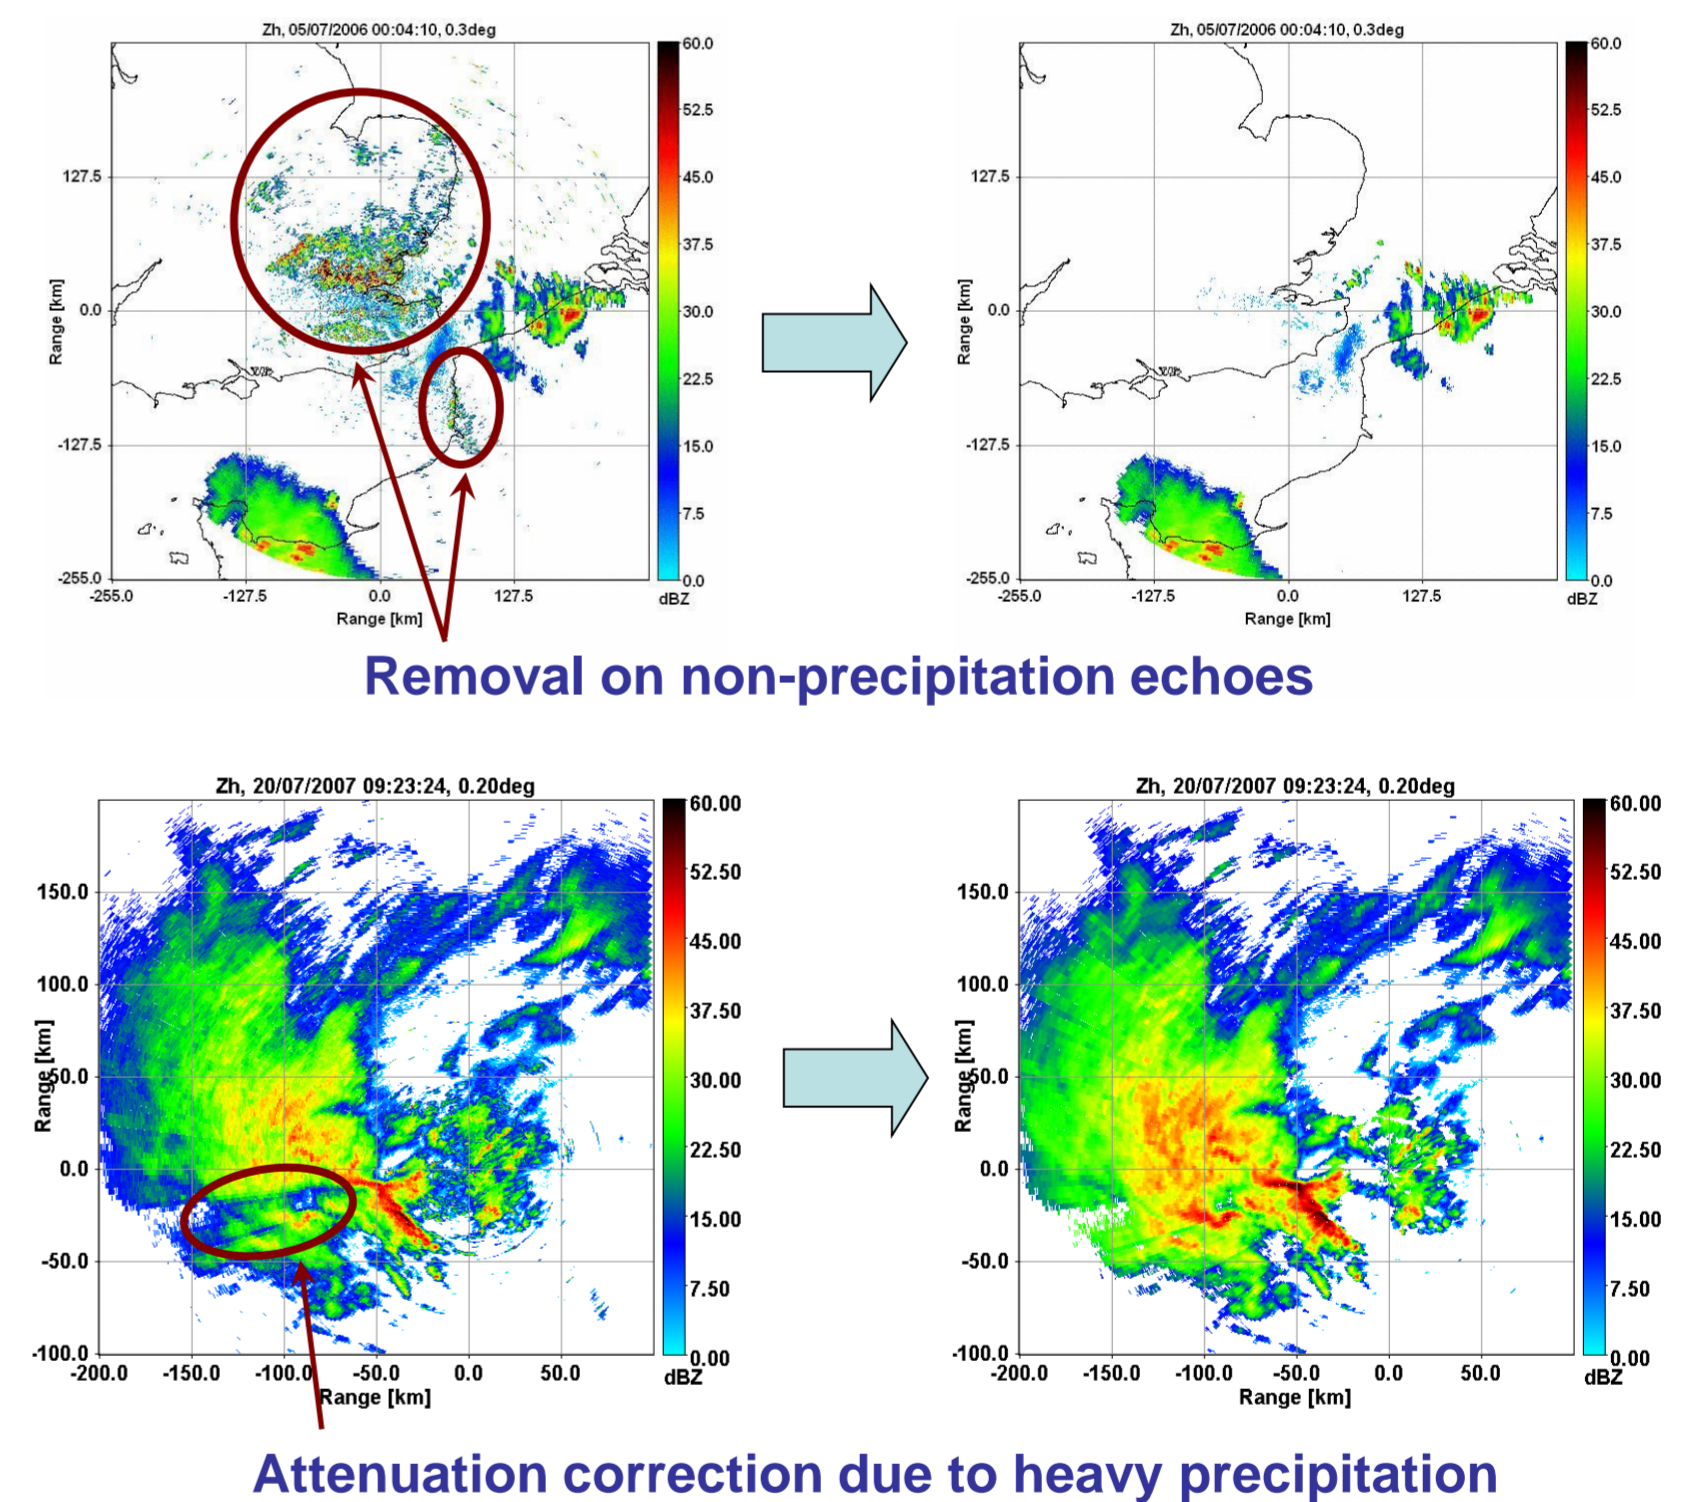 Zh, 05/07/2006 00:04:10, 0.3deg
60.0
52.5
45.0
37.5
30.0
22.5
15.0
7.5
0.0
dBZ
127.5
0.0
-127.5
-255.0
Range [km]
-255.0 -127.5 0.0 127.5
Range [km]
Zh, 05/07/2006 00:04:10, 0.3deg
60.0
52.5
45.0
37.5
30.0
22.5
15.0
7.5
0.0
dBZ
127.5
0.0
-127.5
-255.0
Range [km]
-255.0 -127.5 0.0 127.5
Range [km]
Removal on non-precipitation echoes
Zh, 20/07/2007 09:23:24, 0.20deg
60.00
52.50
45.00
37.50
30.00
22.50
15.00
7.50
0.00
dBZ
150.0
100.0
50.0
0.0
-50.0
-100.0
Range [km]
-200.0 -150.0 -100.0 -50.0 0.0 50.0
Range [km]
Zh, 20/07/2007 09:23:24, 0.20deg
60.00
52.50
45.00
37.50
30.00
22.50
15.00
7.50
0.00
dBZ
150.0
100.0
50.0
0.0
-50.0
-100.0
Range [km]
-200.0 -150.0 -100.0 -50.0 0.0 50.0
Range [km]
Attenuation correction due to heavy precipitation